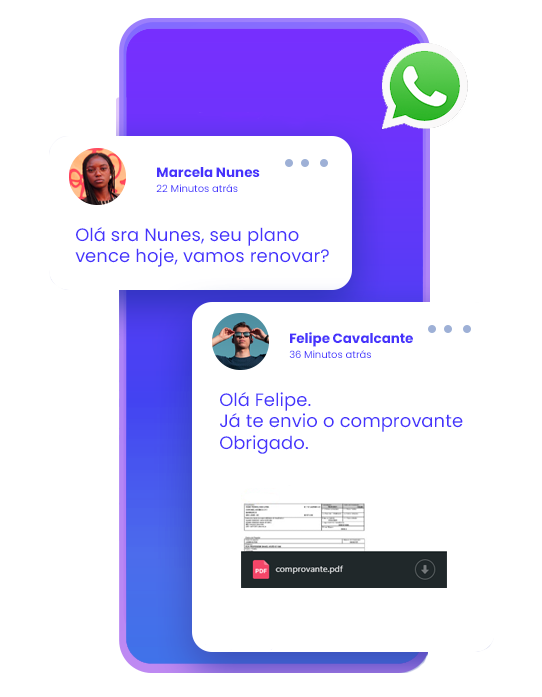 Marcela Nunes
22 Minutos atrás
Olá sra Nunes, seu plano
vence hoje, vamos renovar?
Felipe Cavalcante
36 Minutos atrás
Olá Felipe.
Já te envio o comprovante
Obrigado.
PDF
comprovante.pdf